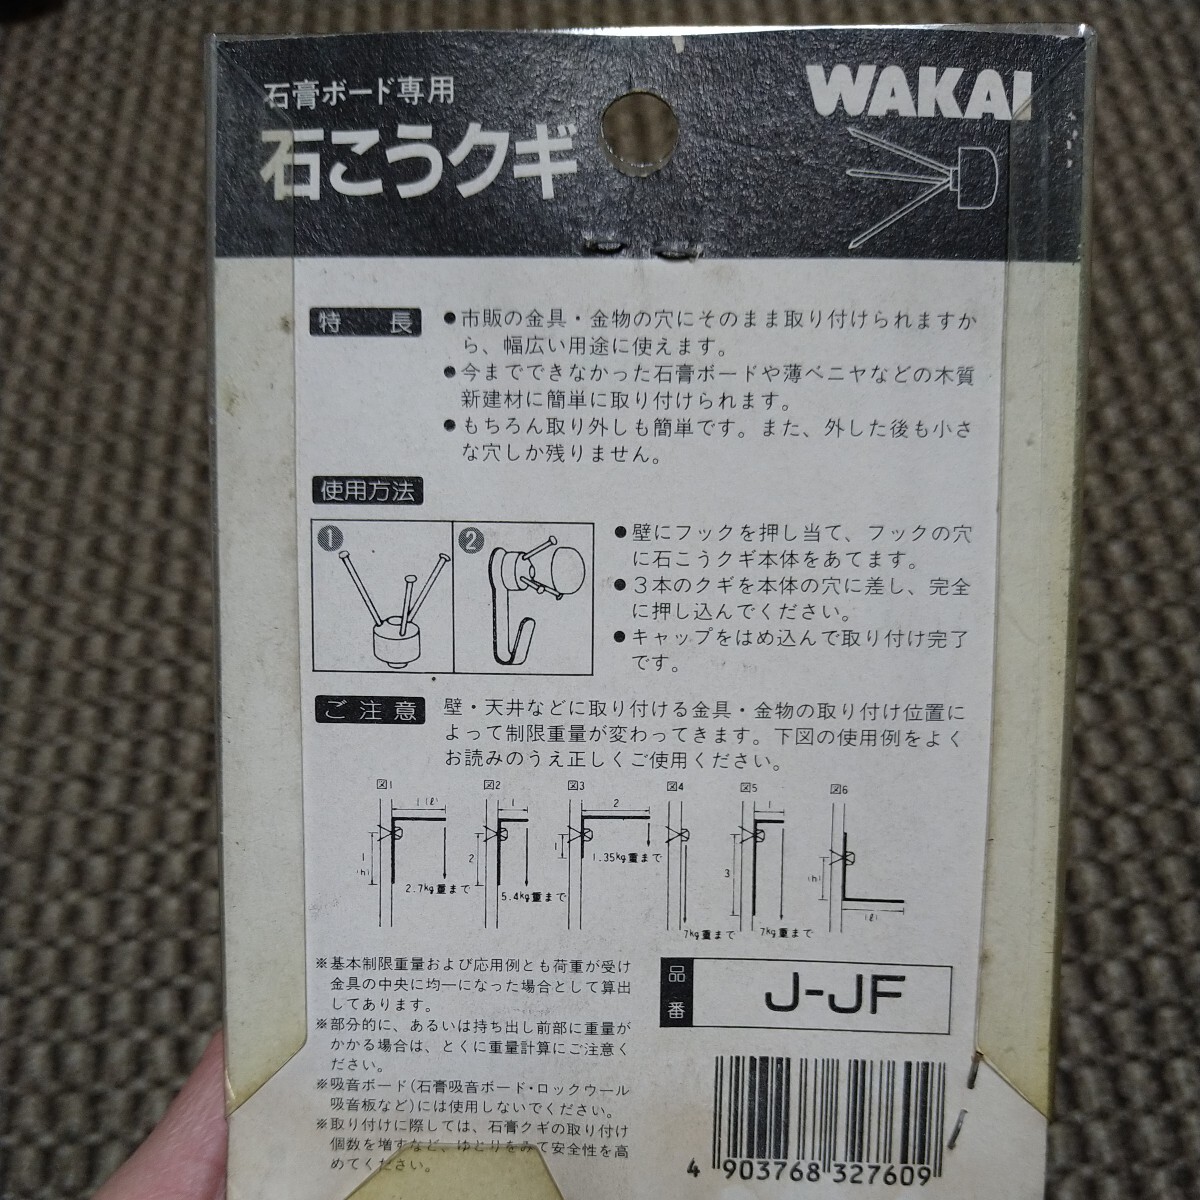 石膏ボード専用
石こうクギ
WAKAI
特 長
●市販の金具・金物の穴にそのまま取り付けられますか
ら、幅広い用途に使えます。
●今までできなかった石膏ボードや薄ベニヤなどの木質
新建材に簡単に取り付けられます。
●もちろん取り外しも簡単です。また、外した後も小さ
な穴しか残りません。
使用方法
1
2
●壁にフックを押し当て、フックの穴
に石こうクギ本体をあてます。
●3本のクギを本体の穴に差し、完全
に押し込んでください。
●キャップをはめ込んで取り付け完了
です。
ご注意
壁・天井などに取り付ける金具・金物の取り付け位置に
よって制限重量が変わってきます。下図の使用例をよく
お読みのうえ正しくご使用ください。
図1
1(ℓ)
1
(h)
2.7kg重まで
図2
1
2
5.4kg重まで
図3
2
1
1.35kg重まで
図4
7kg重まで
図5
1
3
7kg重まで
図6
(h)
(ℓ)
※基本制限重量および応用例とも荷重が受け
金具の中央に均一になった場合として算出
してあります。
※部分的に、あるいは持ち出し前部に重量が
かかる場合は、とくに重量計算にご注意く
ださい。
※吸音ボード(石膏吸音ボード・ロックウール
吸音板など)には使用しないでください。
※取り付けに際しては、石膏クギの取り付け
個数を増すなど、ゆとりをみて安全性を高
めてください。
品番
J-JF
4 903768 327609